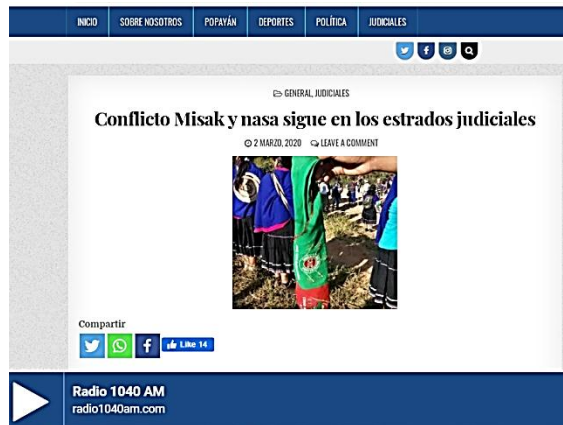 INICIO SOBRE NOSOTROS POPAYÁN DEPORTES POLÍTICA JUDICIALES
GENERAL, JUDICIALES
Conflicto Misak y nasa sigue en los estrados judiciales
2 MARZO, 2020 LEAVE A COMMENT
Compartir
Like 14
Radio 1040 AM
radio1040am.com